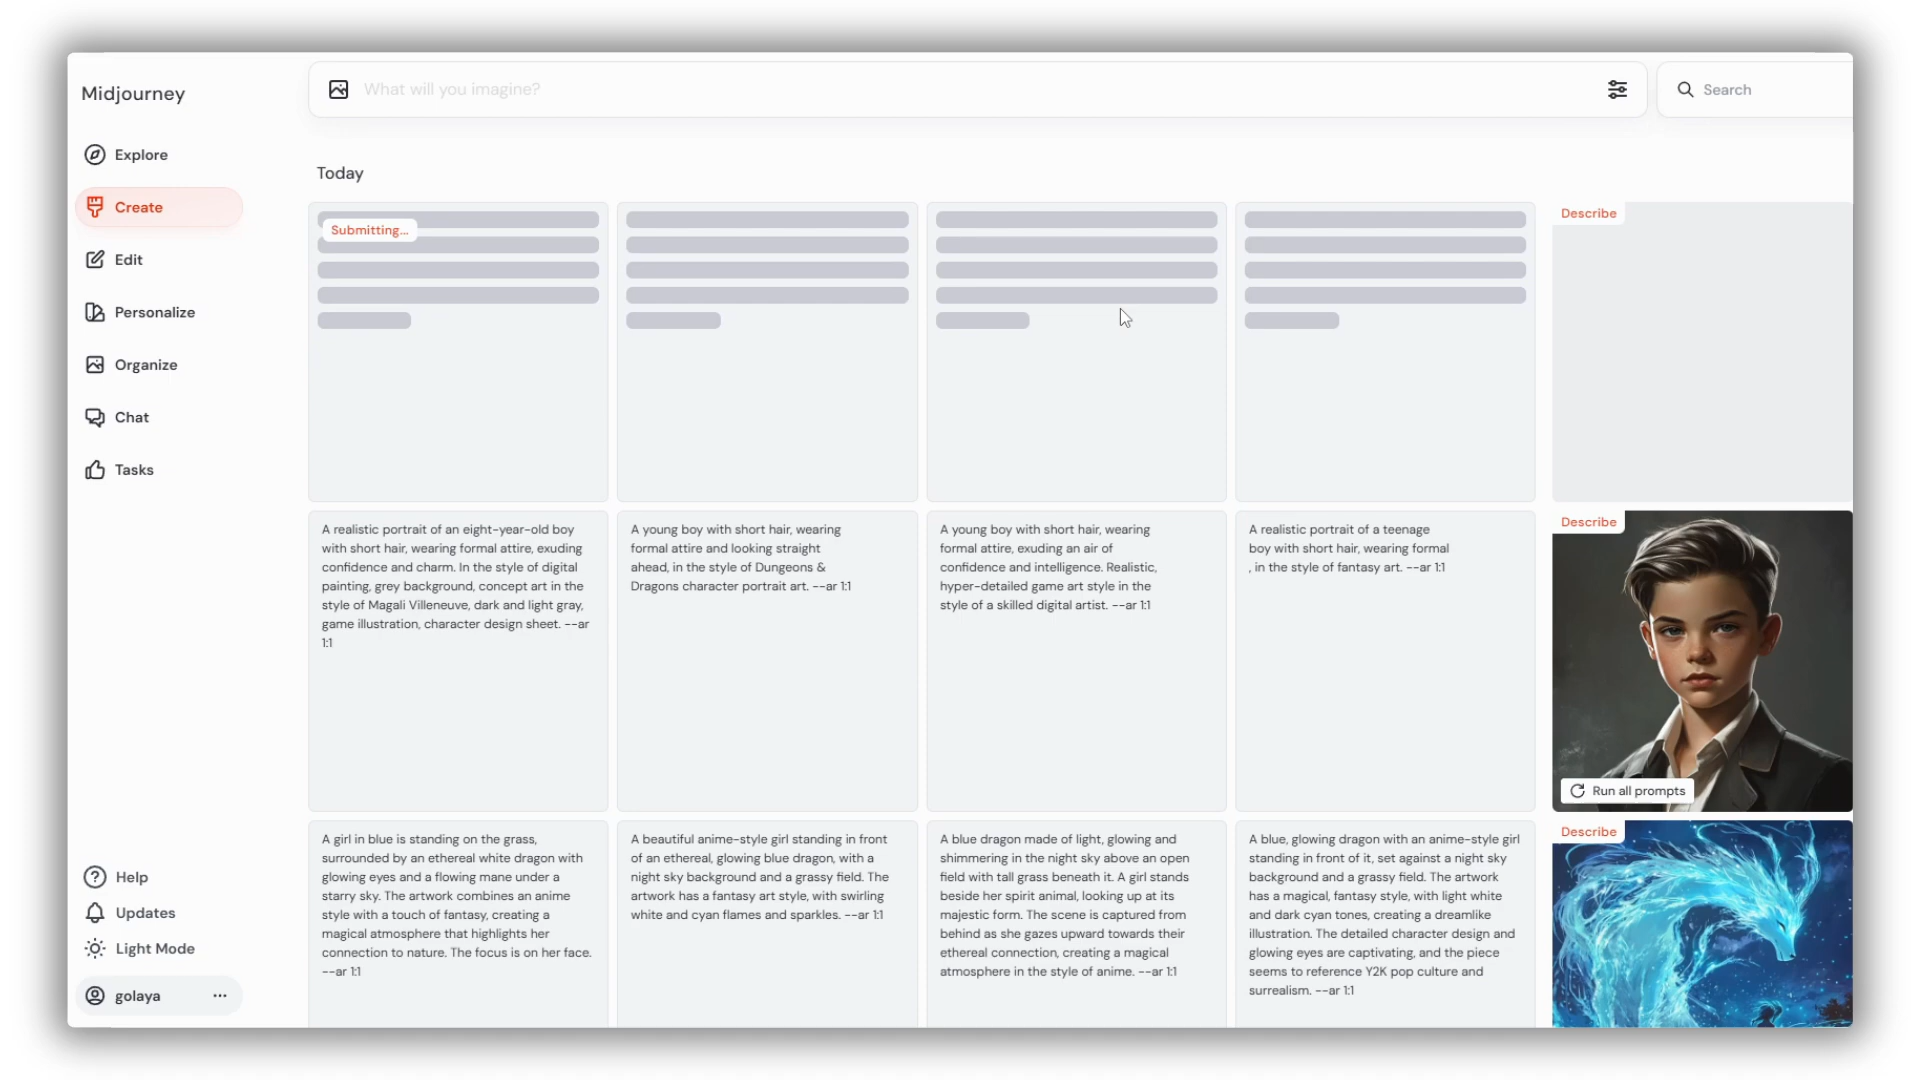 Midjourney
What will you imagine?
Search
Explore
Create
Edit
Personalize
Organize
Chat
Tasks
Help
Updates
Light Mode
golaya
Today
Submitting...
Describe
A realistic portrait of an eight-year-old boy
with short hair, wearing formal attire, exuding
confidence and charm. In the style of digital
painting, grey background, concept art in the
style of Magali Villeneuve, dark and light gray,
game illustration, character design sheet. --ar
1:1
A young boy with short hair, wearing
formal attire and looking straight
ahead, in the style of Dungeons &
Dragons character portrait art. --ar 1:1
A young boy with short hair, wearing
formal attire, exuding an air of
confidence and intelligence. Realistic,
hyper-detailed game art style in the
style of a skilled digital artist. --ar 1:1
A realistic portrait of a teenage
boy with short hair, wearing formal
, in the style of fantasy art. --ar 1:1
Describe
Run all prompts
A girl in blue is standing on the grass,
surrounded by an ethereal white dragon with
glowing eyes and a flowing mane under a
starry sky. The artwork combines an anime
style with a touch of fantasy, creating a
magical atmosphere that highlights her
connection to nature. The focus is on her face.
--ar 1:1
A beautiful anime-style girl standing in front
of an ethereal, glowing blue dragon, with a
night sky background and a grassy field. The
artwork has a fantasy art style, with swirling
white and cyan flames and sparkles. --ar 1:1
A blue dragon made of light, glowing and
shimmering in the night sky above an open
field with tall grass beneath it. A girl stands
beside her spirit animal, looking up at its
majestic form. The scene is captured from
behind as she gazes upward towards their
ethereal connection, creating a magical
atmosphere in the style of anime. --ar 1:1
A blue, glowing dragon with an anime-style girl
standing in front of it, set against a night sky
background and a grassy field. The artwork
has a magical, fantasy style, with light white
and dark cyan tones, creating a dreamlike
illustration. The detailed character design and
glowing eyes are captivating, and the piece
seems to reference Y2K pop culture and
surrealism. --ar 1:1
Describe